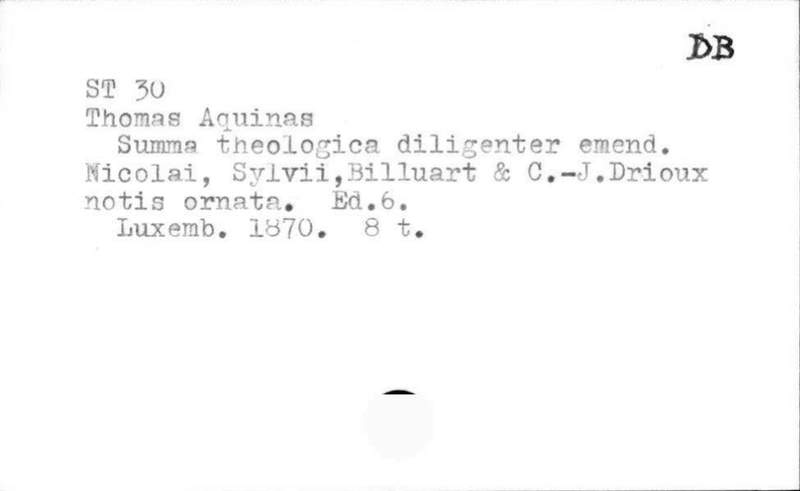 DB
ST 30
Thomas Aquinas
Summa theologica diligenter emend.
Nicolai, Sylvii,Billuart & C.-J.Drioux
notis ornata. Ed.6.
Luxemb. 1870. 8 t.